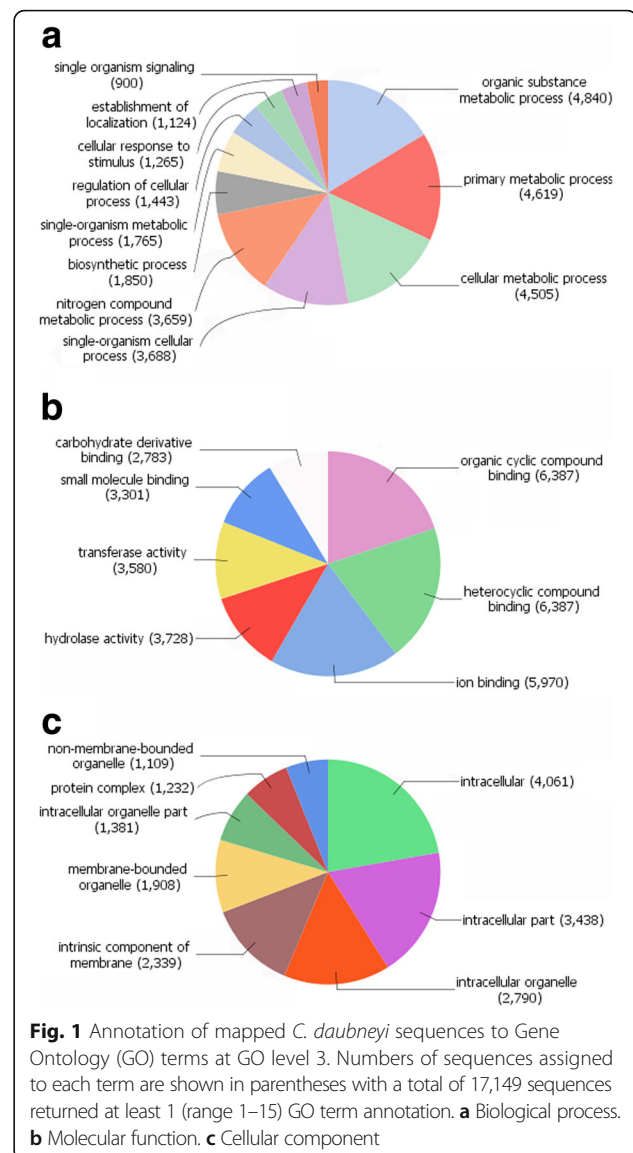 a
single organism signaling
(900)
establishment of
localization (1,124)
cellular response to
stimulus (1,265)
regulation of cellular
process (1,443)
single-organism metabolic
process (1,765)
biosynthetic process
(1,850)
nitrogen compound
metabolic process (3,659)
single-organism cellular
process (3,688)
organic substance
metabolic process (4,840)
primary metabolic process
(4,619)
cellular metabolic process
(4,505)
b
carbohydrate derivative
binding (2,783)
small molecule binding
(3,301)
transferase activity
(3,580)
hydrolase activity (3,728)
organic cyclic compound
binding (6,387)
heterocyclic compound
binding (6,387)
ion binding (5,970)
c
non-membrane-bounded
organelle (1,109)
protein complex (1,232)
intracellular organelle part
(1,381)
membrane-bounded
organelle (1,908)
intrinsic component of
membrane (2,339)
intracellular (4,061)
intracellular part (3,438)
intracellular organelle
(2,790)
Fig. 1 Annotation of mapped C. daubneyi sequences to Gene
Ontology (GO) terms at GO level 3. Numbers of sequences assigned
to each term are shown in parentheses with a total of 17,149 sequences
returned at least 1 (range 1–15) GO term annotation. a Biological process.
b Molecular function. c Cellular component